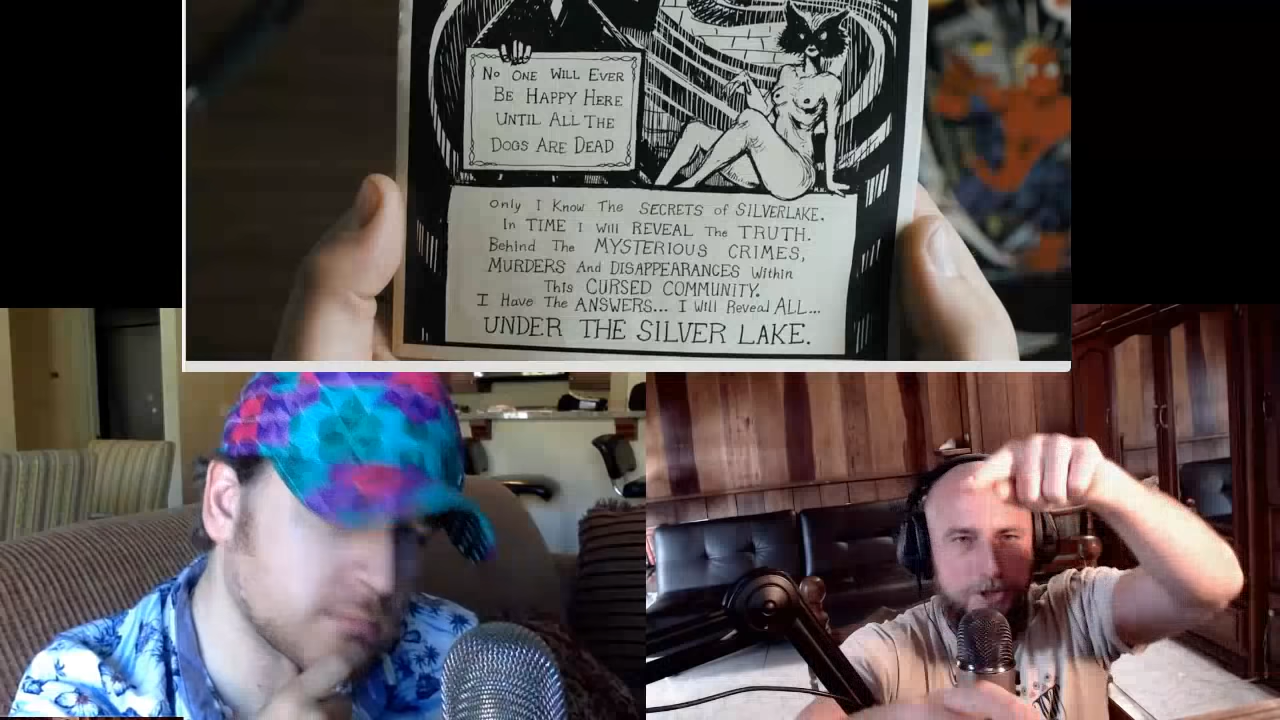 No ONE WILL EVER
BE HAPPY HERE
UNTIL ALL THE
DOGS ARE DEAD
Only I Know The SECRETS of SILVERLAKE.
In TIME I Will REVEAL The TRUTH.
Behind The MYSTERIOUS CRIMES,
MURDERS And DISAPPEARANCES Within
This CURSED COMMUNITY.
I Have The ANSWERS... I Will Reveal ALL...
UNDER THE SILVER LAKE.